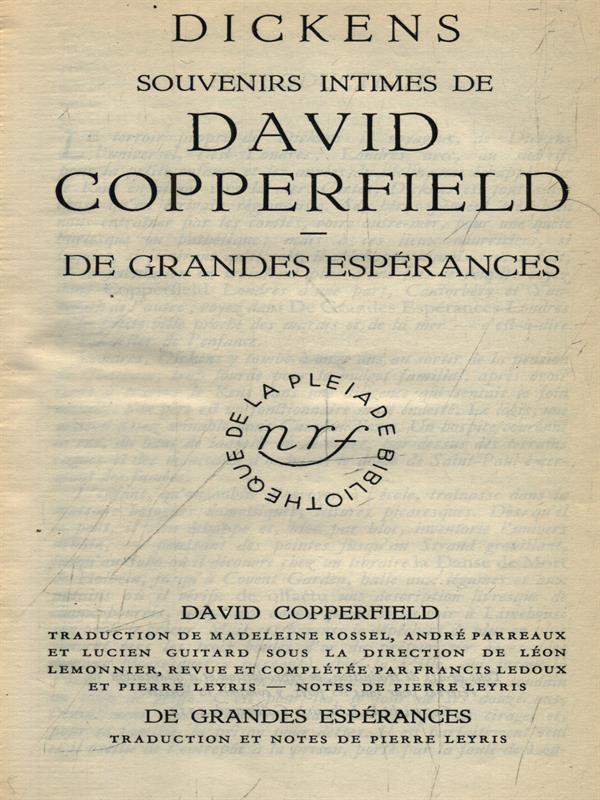 DICKENS
SOUVENIRS INTIMES DE
DAVID
COPPERFIELD
—
DE GRANDES ESPÉRANCES
BIBLIOTHEQUE DE LA PLEIADE
nrf
DAVID COPPERFIELD
TRADUCTION DE MADELEINE ROSSEL, ANDRÉ PARREAUX
ET LUCIEN GUITARD SOUS LA DIRECTION DE LÉON
LEMONNIER, REVUE ET COMPLÉTÉE PAR FRANCIS LEDOUX
ET PIERRE LEYRIS — NOTES DE PIERRE LEYRIS
DE GRANDES ESPÉRANCES
TRADUCTION ET NOTES DE PIERRE LEYRIS